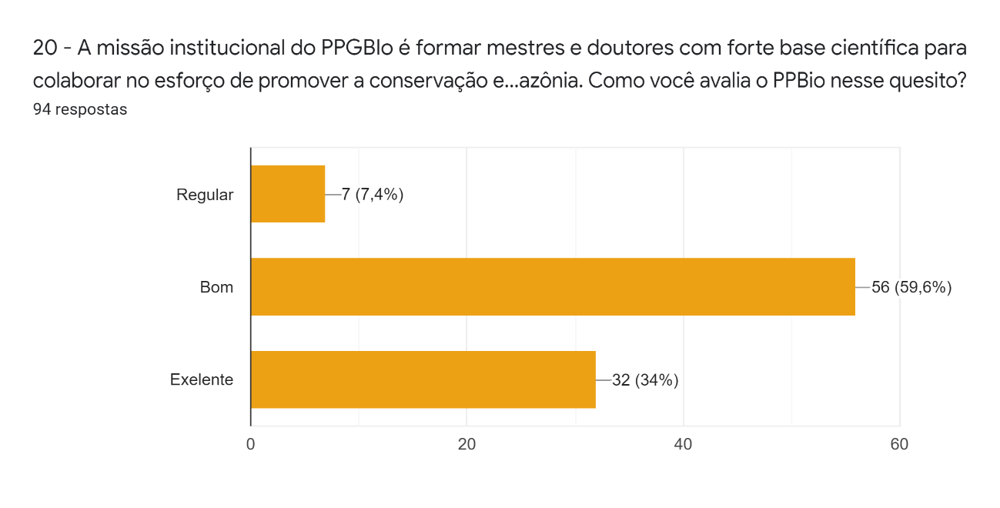 20 - A missão institucional do PPGBIo é formar mestres e doutores com forte base científica para
colaborar no esforço de promover a conservação e...azônia. Como você avalia o PPBio nesse quesito?
94 respostas
Regular
7 (7,4%)
Bom
56 (59,6%)
Exelente
32 (34%)
0
20
40
60